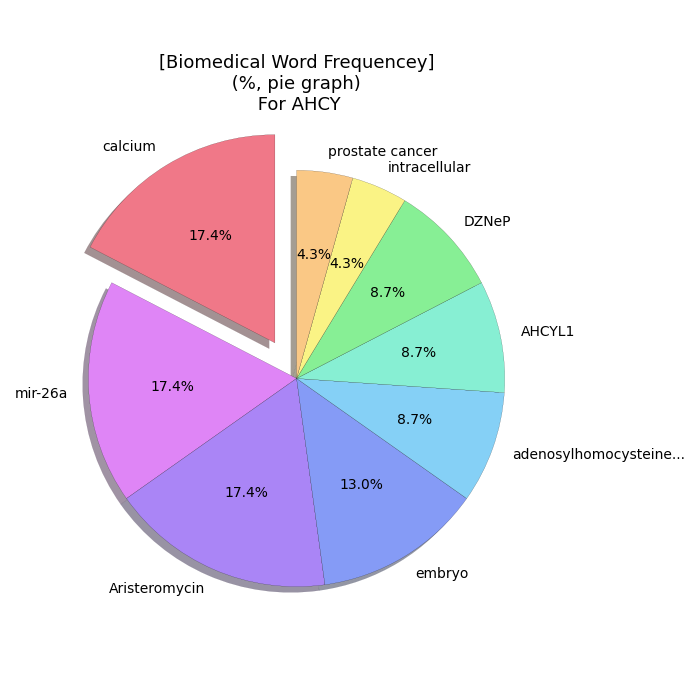 [Biomedical Word Frequencey]
(%, pie graph)
For AHCY
calcium
17.4%
mir-26a
17.4%
Aristeromycin
17.4%
embryo
13.0%
adenosylhomocysteine...
8.7%
AHCYL1
8.7%
DZNeP
8.7%
intracellular
4.3%
prostate cancer
4.3%